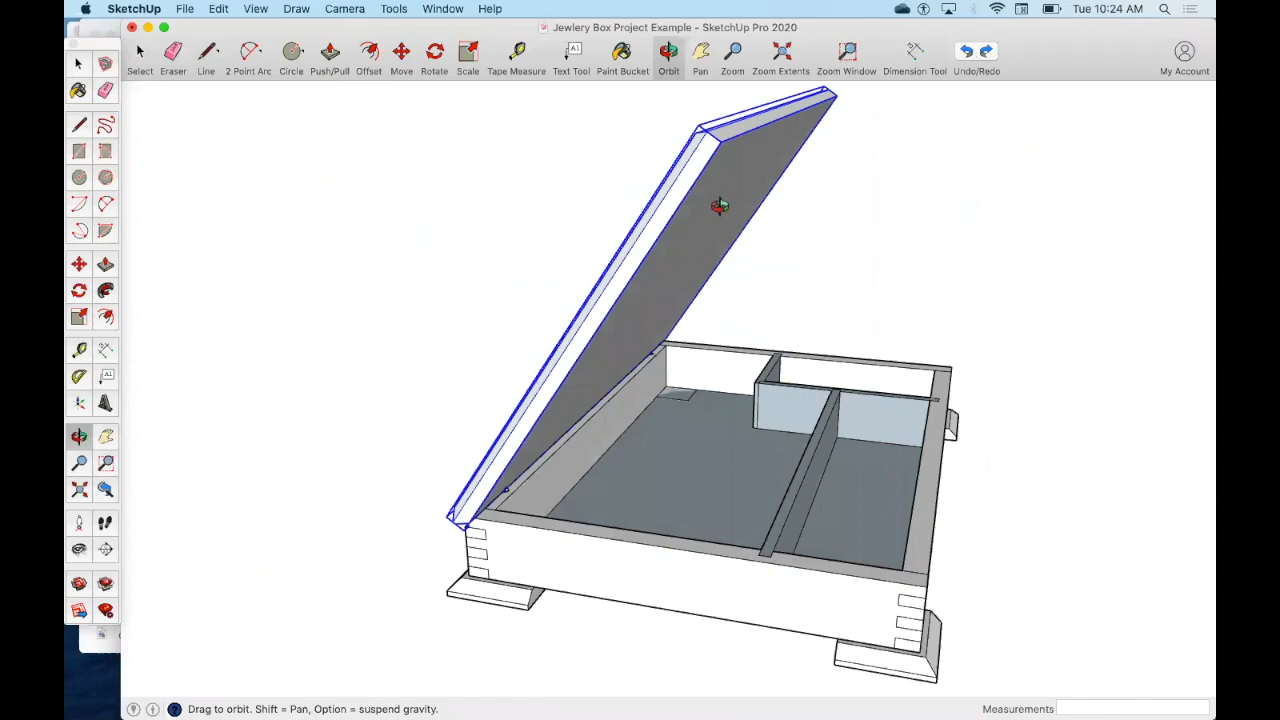 SketchUp File Edit View Draw Camera Tools Window Help Tue 10:24 AM
Jewlery Box Project Example - SketchUp Pro 2020
Select Eraser Line 2 Point Arc Circle Push/Pull Offset Move Rotate Scale Tape Measure Text Tool Paint Bucket Orbit Pan Zoom Zoom Extents Zoom Window Dimension Tool Undo/Redo My Account
A1
A1
Drag to orbit. Shift = Pan, Option = suspend gravity. Measurements